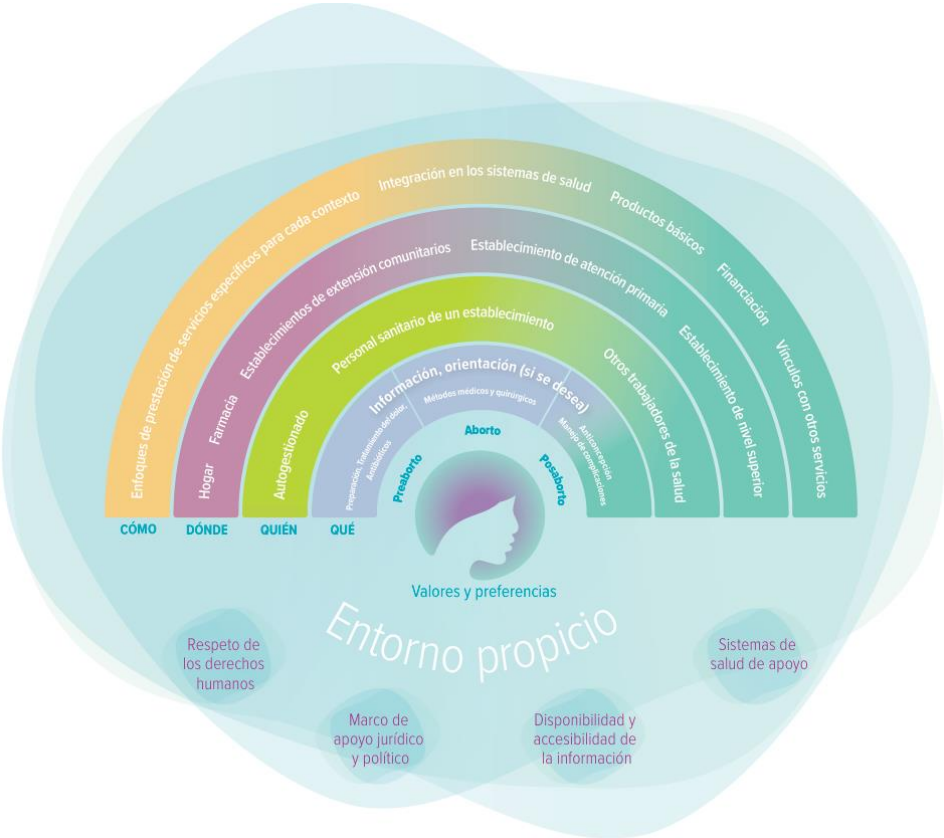 Enfoques de prestación de servicios específicos para cada contexto
Integración en los sistemas de salud
Productos básicos
Financiación
Vínculos con otros servicios
Hogar
Farmacia
Establecimientos de extensión comunitarios
Establecimiento de atención primaria
Establecimiento de nivel superior
Autogestionado
Personal sanitario de un establecimiento
Otros trabajadores de la salud
Información, orientación (si se desea)
Preparación, Tratamiento del dolor,
Antibióticos
Métodos médicos y quirúrgicos
Anticoncepción
Manejo de complicaciones
Preaborto
Aborto
Posaborto
CÓMO
DÓNDE
QUIÉN
QUÉ
Valores y preferencias
Entorno propicio
Respeto de
los derechos
humanos
Marco de
apoyo jurídico
y político
Disponibilidad y
accesibilidad de
la información
Sistemas de
salud de apoyo